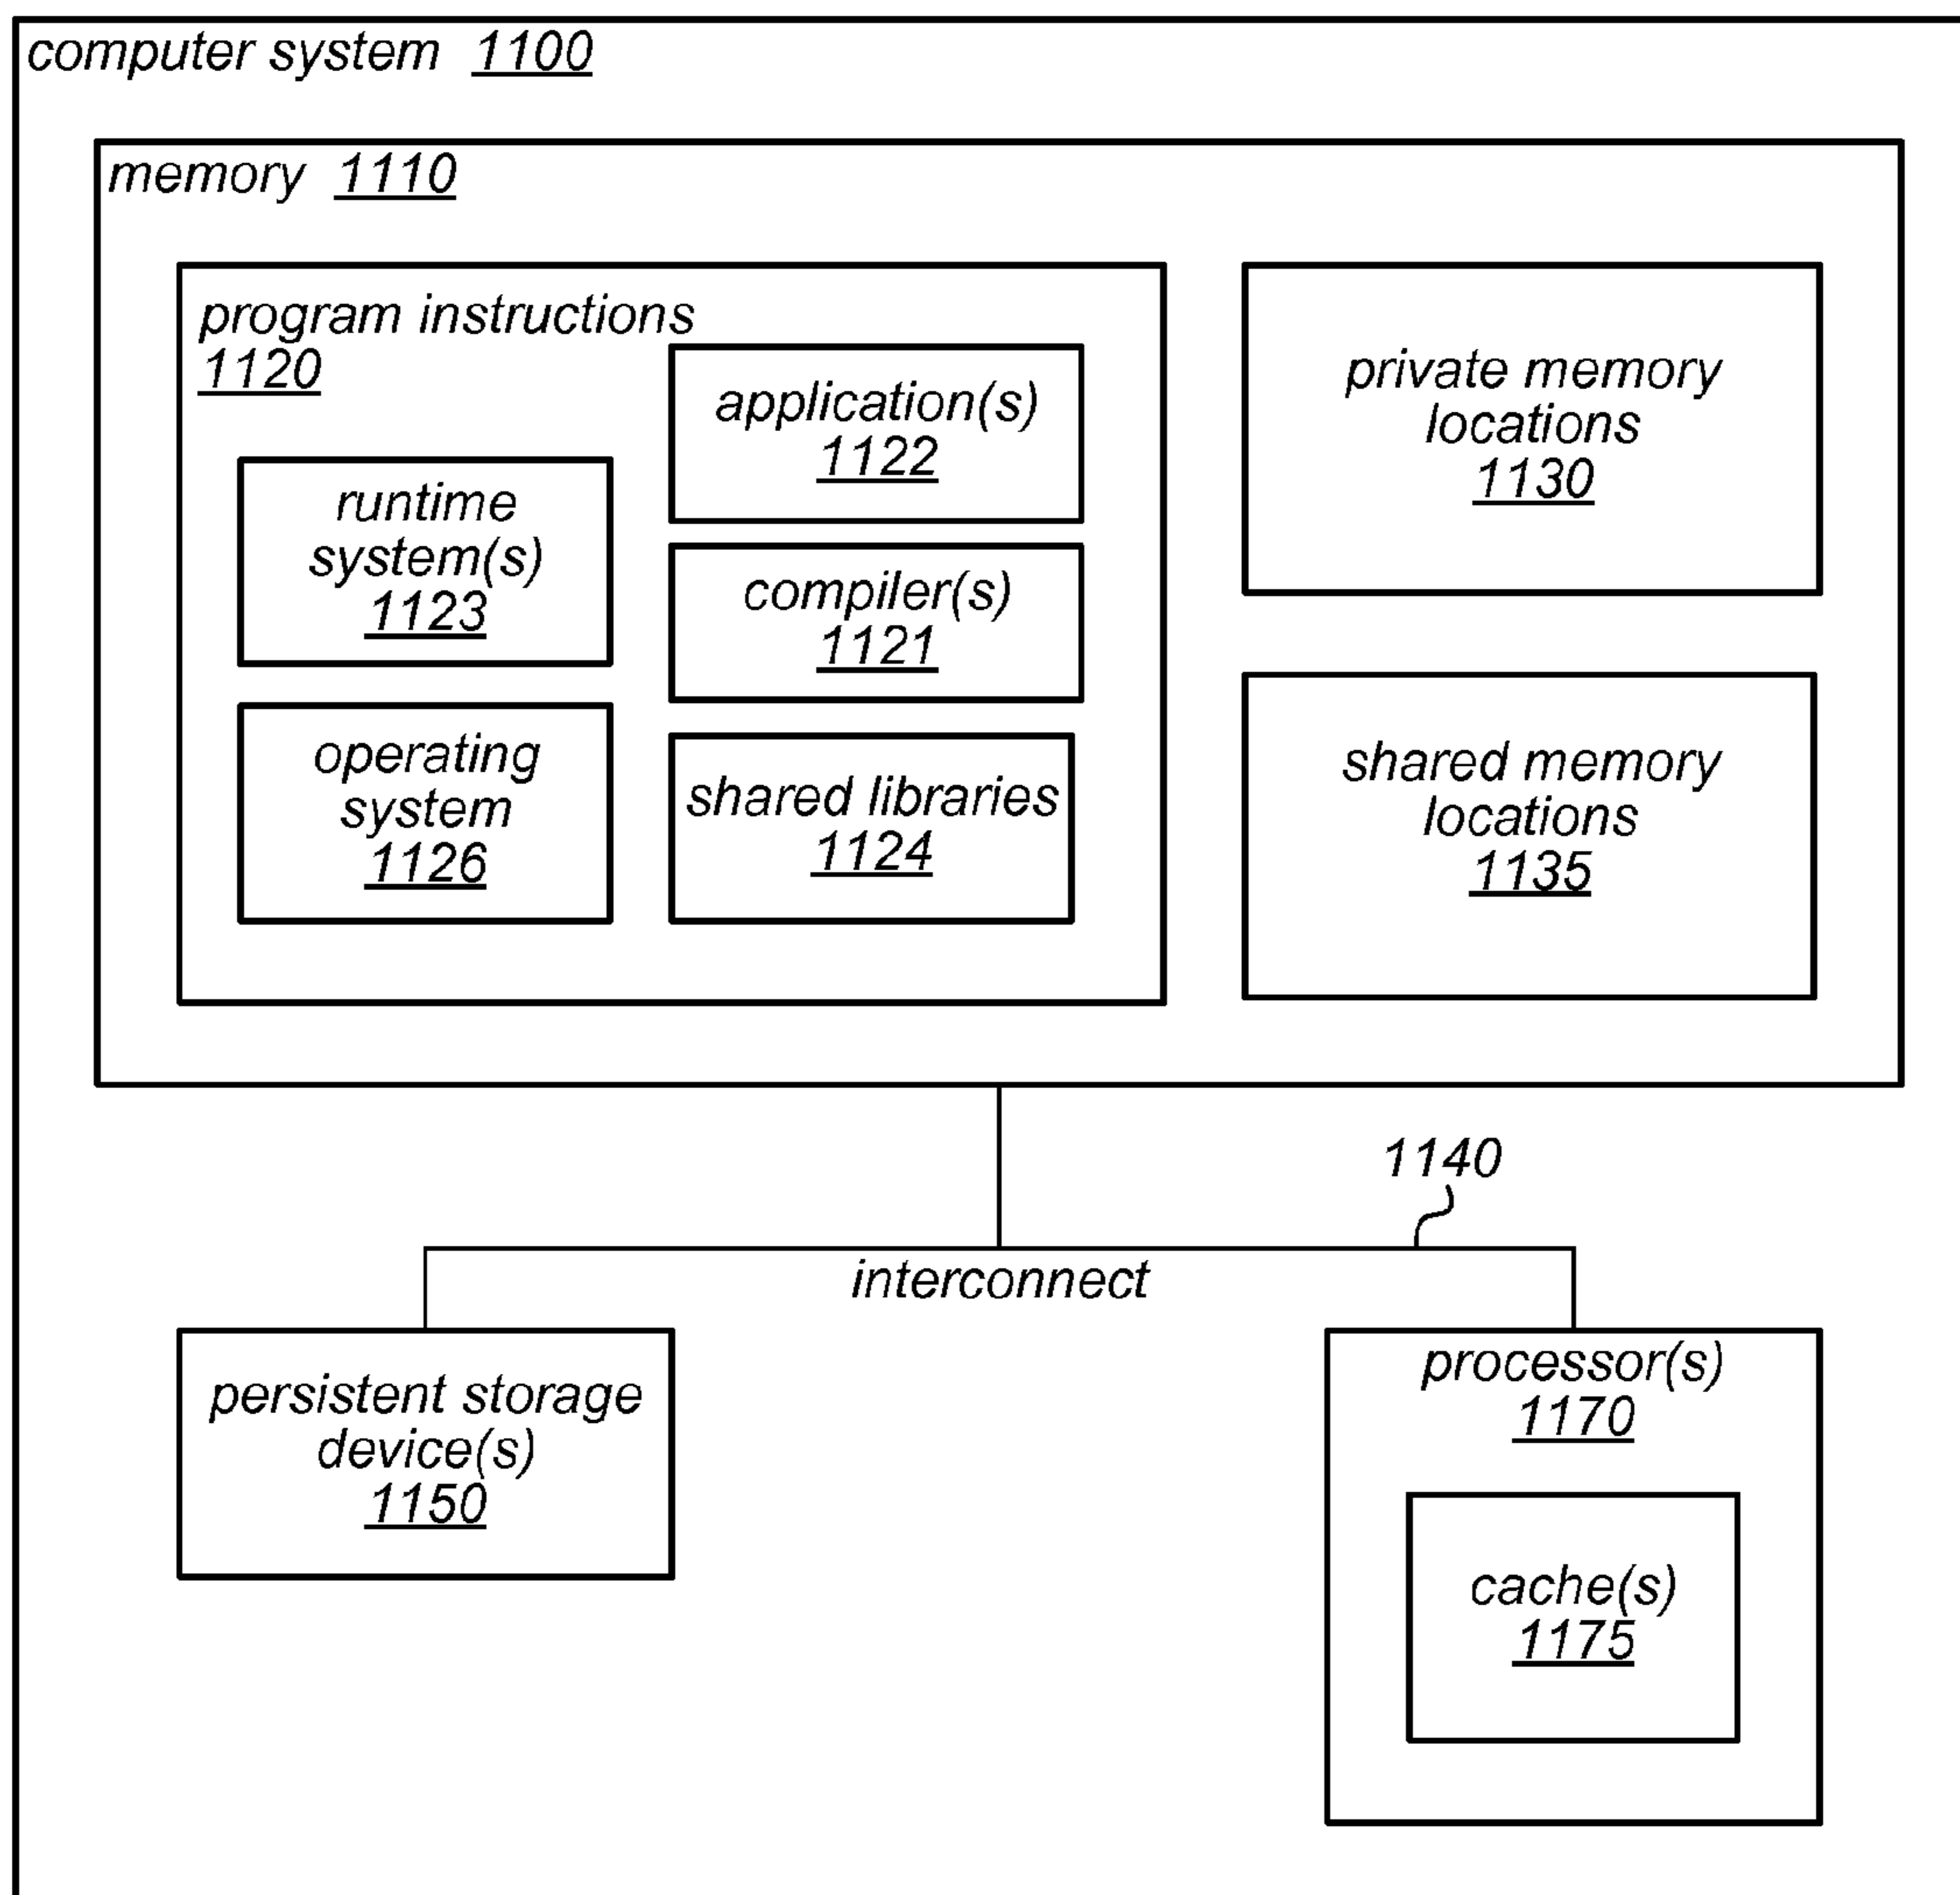 computer system 1100
memory 1110
program instructions
1120
application(s)
1122
runtime
system(s)
1123
compiler(s)
1121
operating
system
1126
shared libraries
1124
private memory
locations
1130
shared memory
locations
1135
1140
interconnect
persistent storage
device(s)
1150
processor(s)
1170
cache(s)
1175